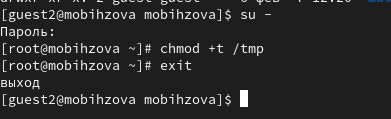 [guest2@mobihzova mobihzova]$ su -
Пароль:
[root@mobihzova ~]# chmod +t /tmp
[root@mobihzova ~]# exit
выход
[guest2@mobihzova mobihzova]$